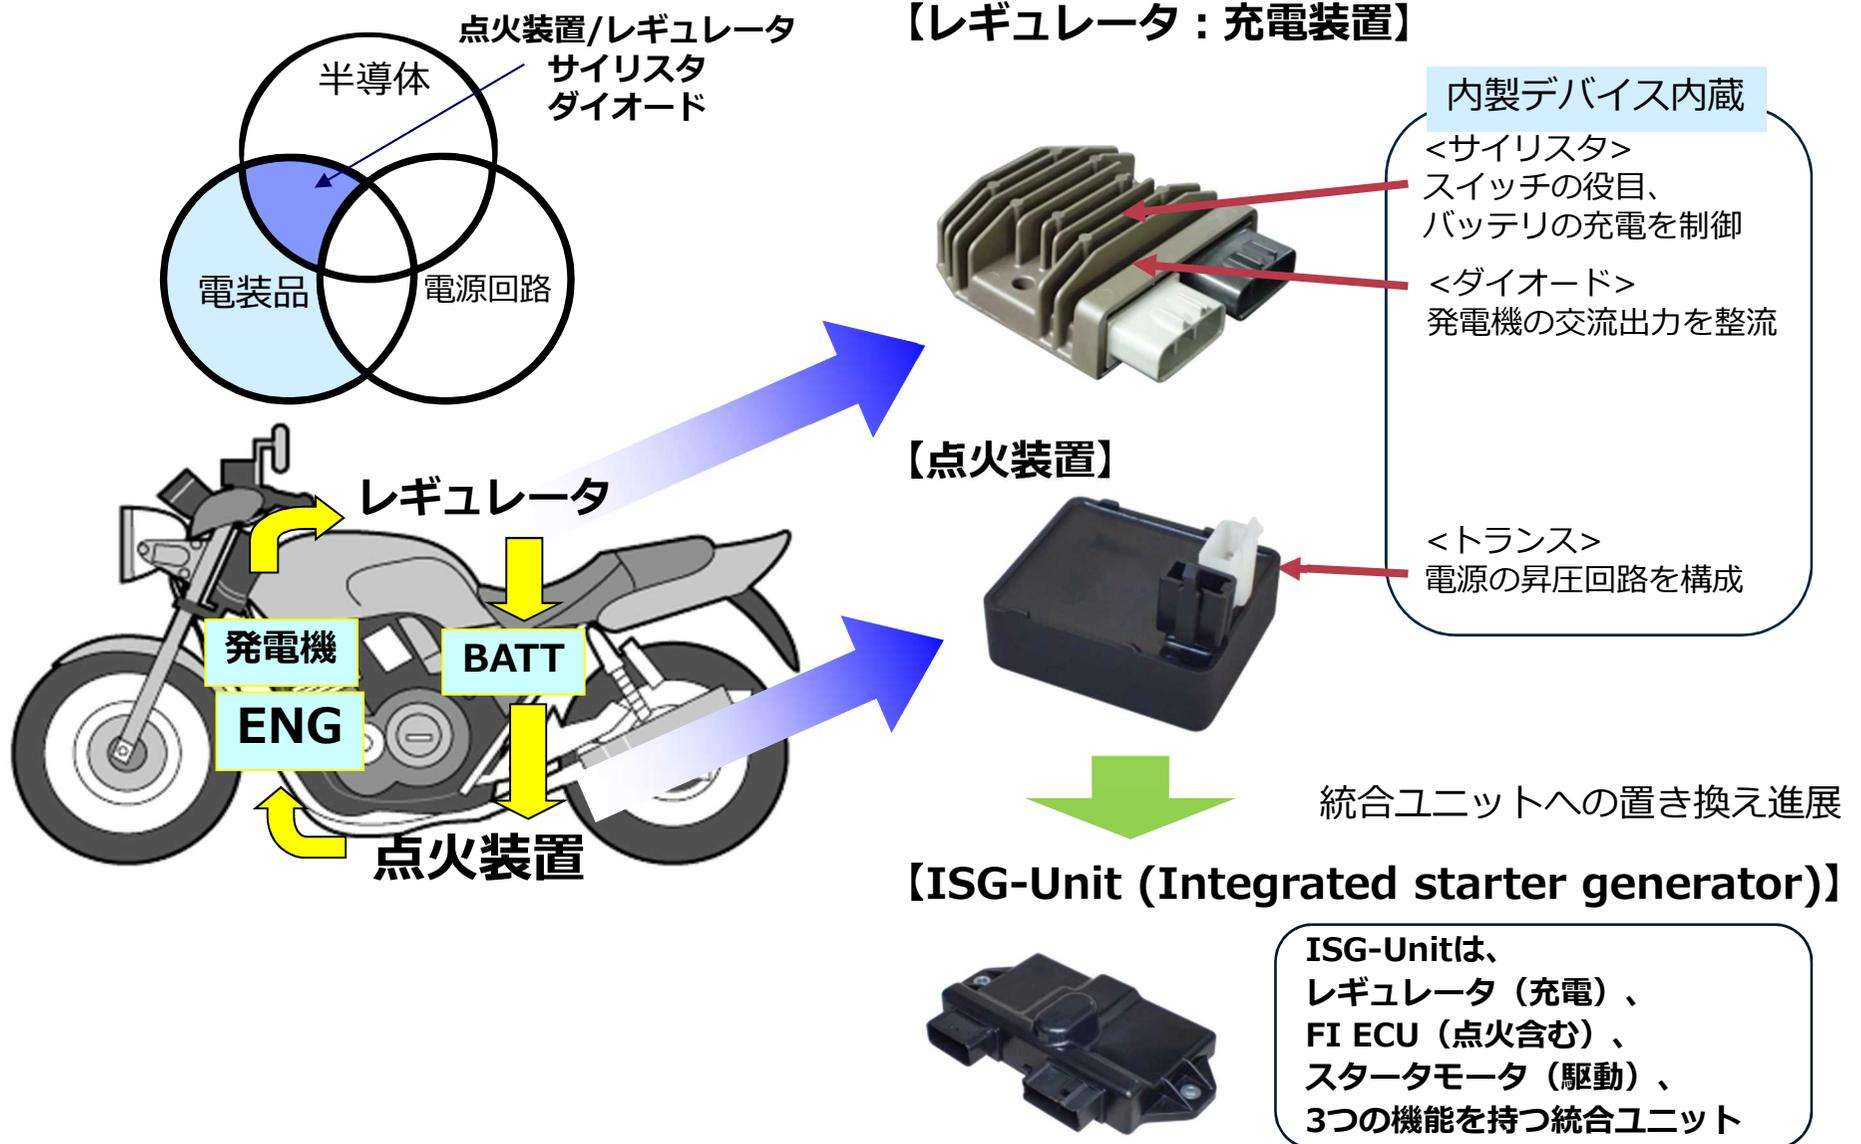 点火装置/レギュレータ
サイリスタ
ダイオード
半導体
電装品
電源回路
【レギュレータ：充電装置】
内製デバイス内蔵
<サイリスタ>
スイッチの役目、
バッテリの充電を制御
<ダイオード>
発電機の交流出力を整流
レギュレータ
発電機
BATT
ENG
点火装置
【点火装置】
<トランス>
電源の昇圧回路を構成
統合ユニットへの置き換え進展
【ISG-Unit (Integrated starter generator)】
ISG-Unitは、
レギュレータ（充電）、
FI ECU（点火含む）、
スタータモータ（駆動）、
3つの機能を持つ統合ユニット